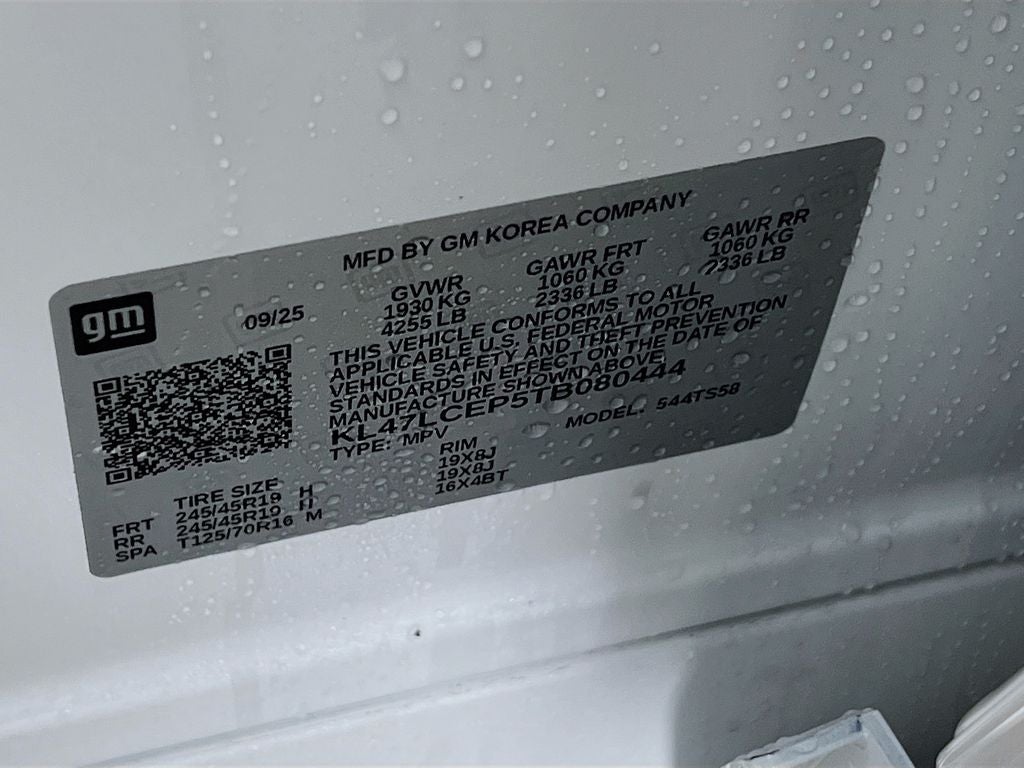 MFD BY GM KOREA COMPANY
gm
09/25
GVWR GAWR FRT GAWR RR
1930 KG 1060 KG 1060 KG
4255 LB 2336 LB 2336 LB
THIS VEHICLE CONFORMS TO ALL
APPLICABLE U.S. FEDERAL MOTOR
VEHICLE SAFETY AND THEFT PREVENTION
STANDARDS IN EFFECT ON THE DATE OF
MANUFACTURE SHOWN ABOVE
KL47LCEP5TB080444
TYPE: MPV MODEL: 544TS58
TIRE SIZE RIM
FRT 245/45R19 H 19X8J
RR 245/45R19 H 19X8J
SPA T125/70R16 M 16X4BT